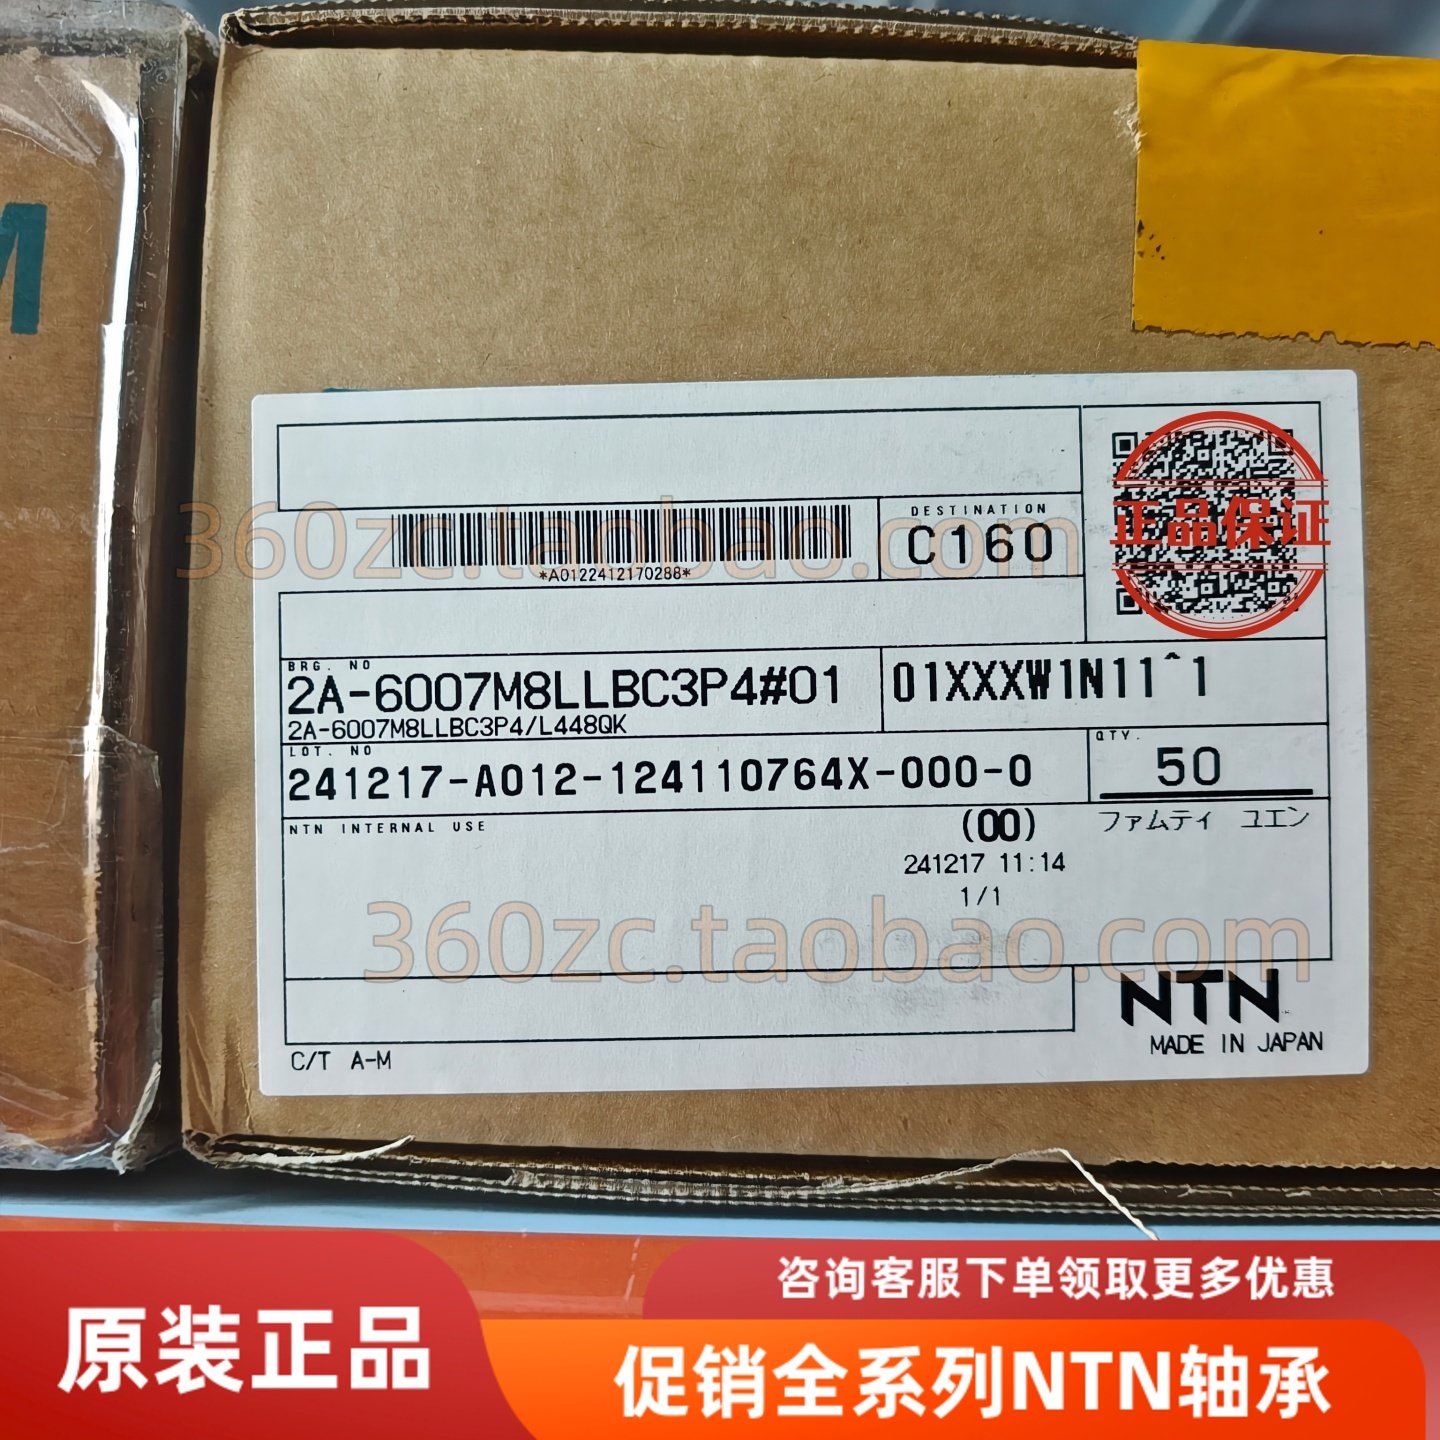 M
360zc.taobao.com
*A0122412170288*
DESTINATION
C160
正品保证
BRG. NO
2A-6007M8LLBC3P4#01
01XXXW1N11^1
2A-6007M8LLBC3P4/L448QK
LOT. NO
241217-A012-124110764X-000-0
QTY.
50
NTN INTERNAL USE
(00)
ファムティ ユエン
241217 11:14
1/1
360zc.taobao.com
NTN
MADE IN JAPAN
C/T A-M
咨询客服下单领取更多优惠
原装正品
促销全系列NTN轴承